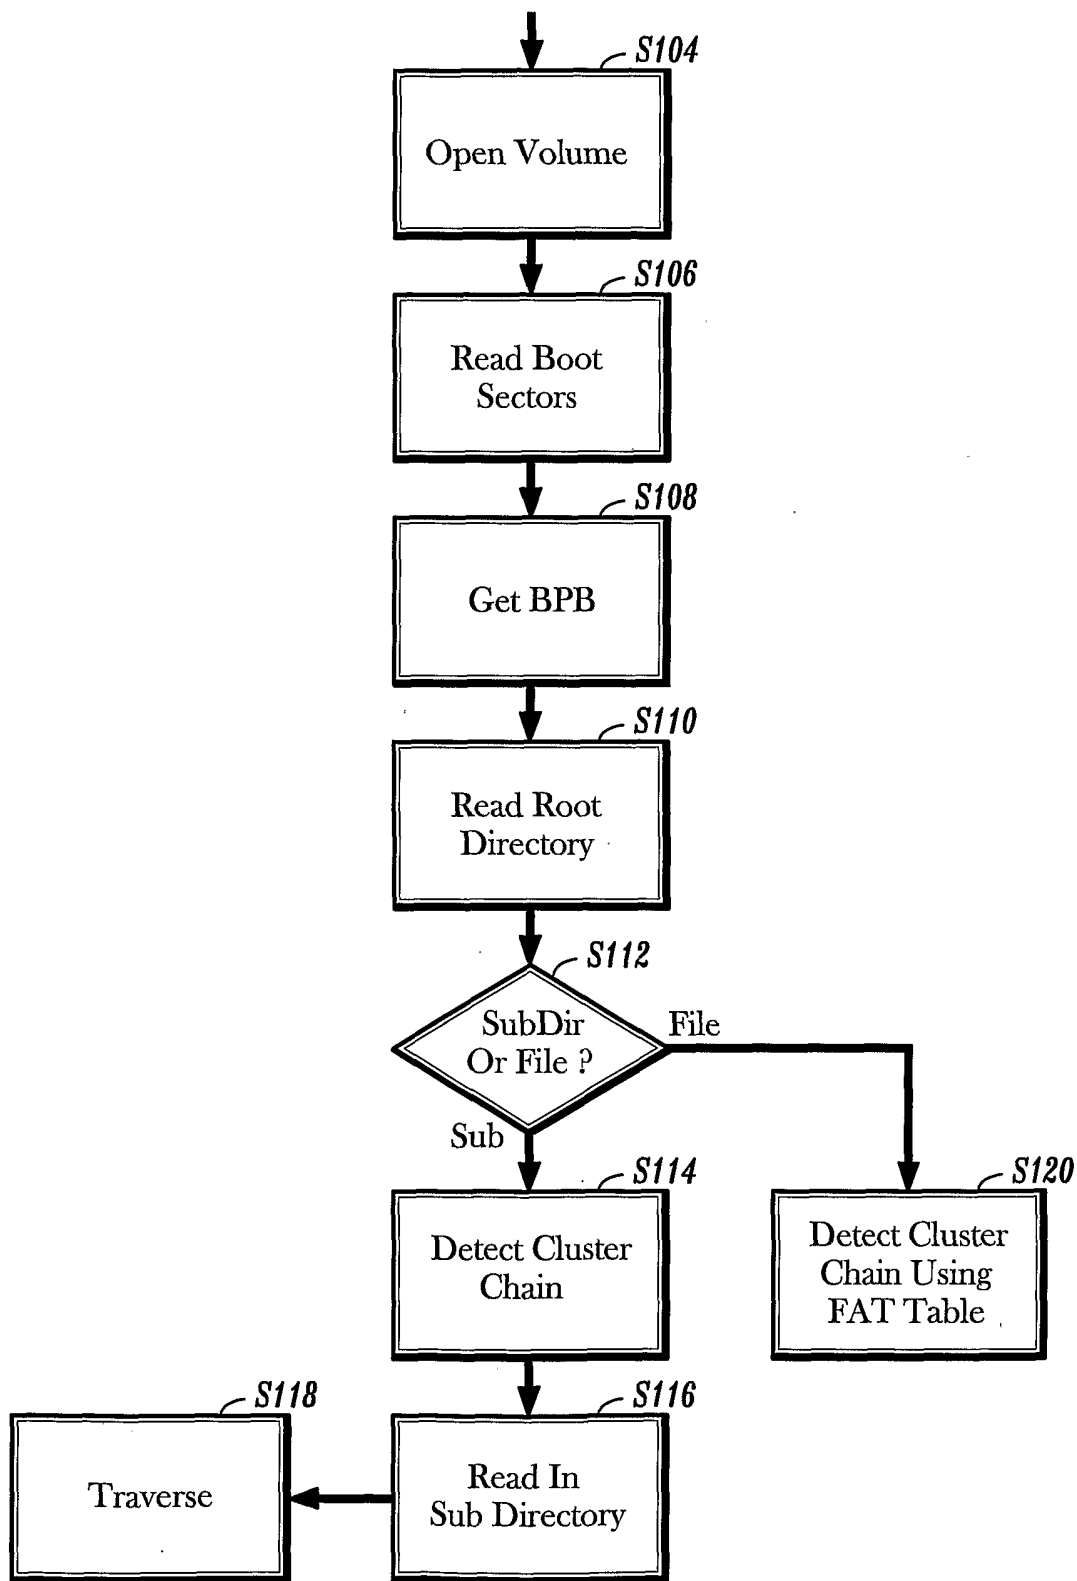 S104
Open Volume
S106
Read Boot
Sectors
S108
Get BPB
S110
Read Root
Directory
S112
SubDir
Or File ?
File
Sub
S114
Detect Cluster
Chain
S120
Detect Cluster
Chain Using
FAT Table
S118
Traverse
S116
Read In
Sub Directory